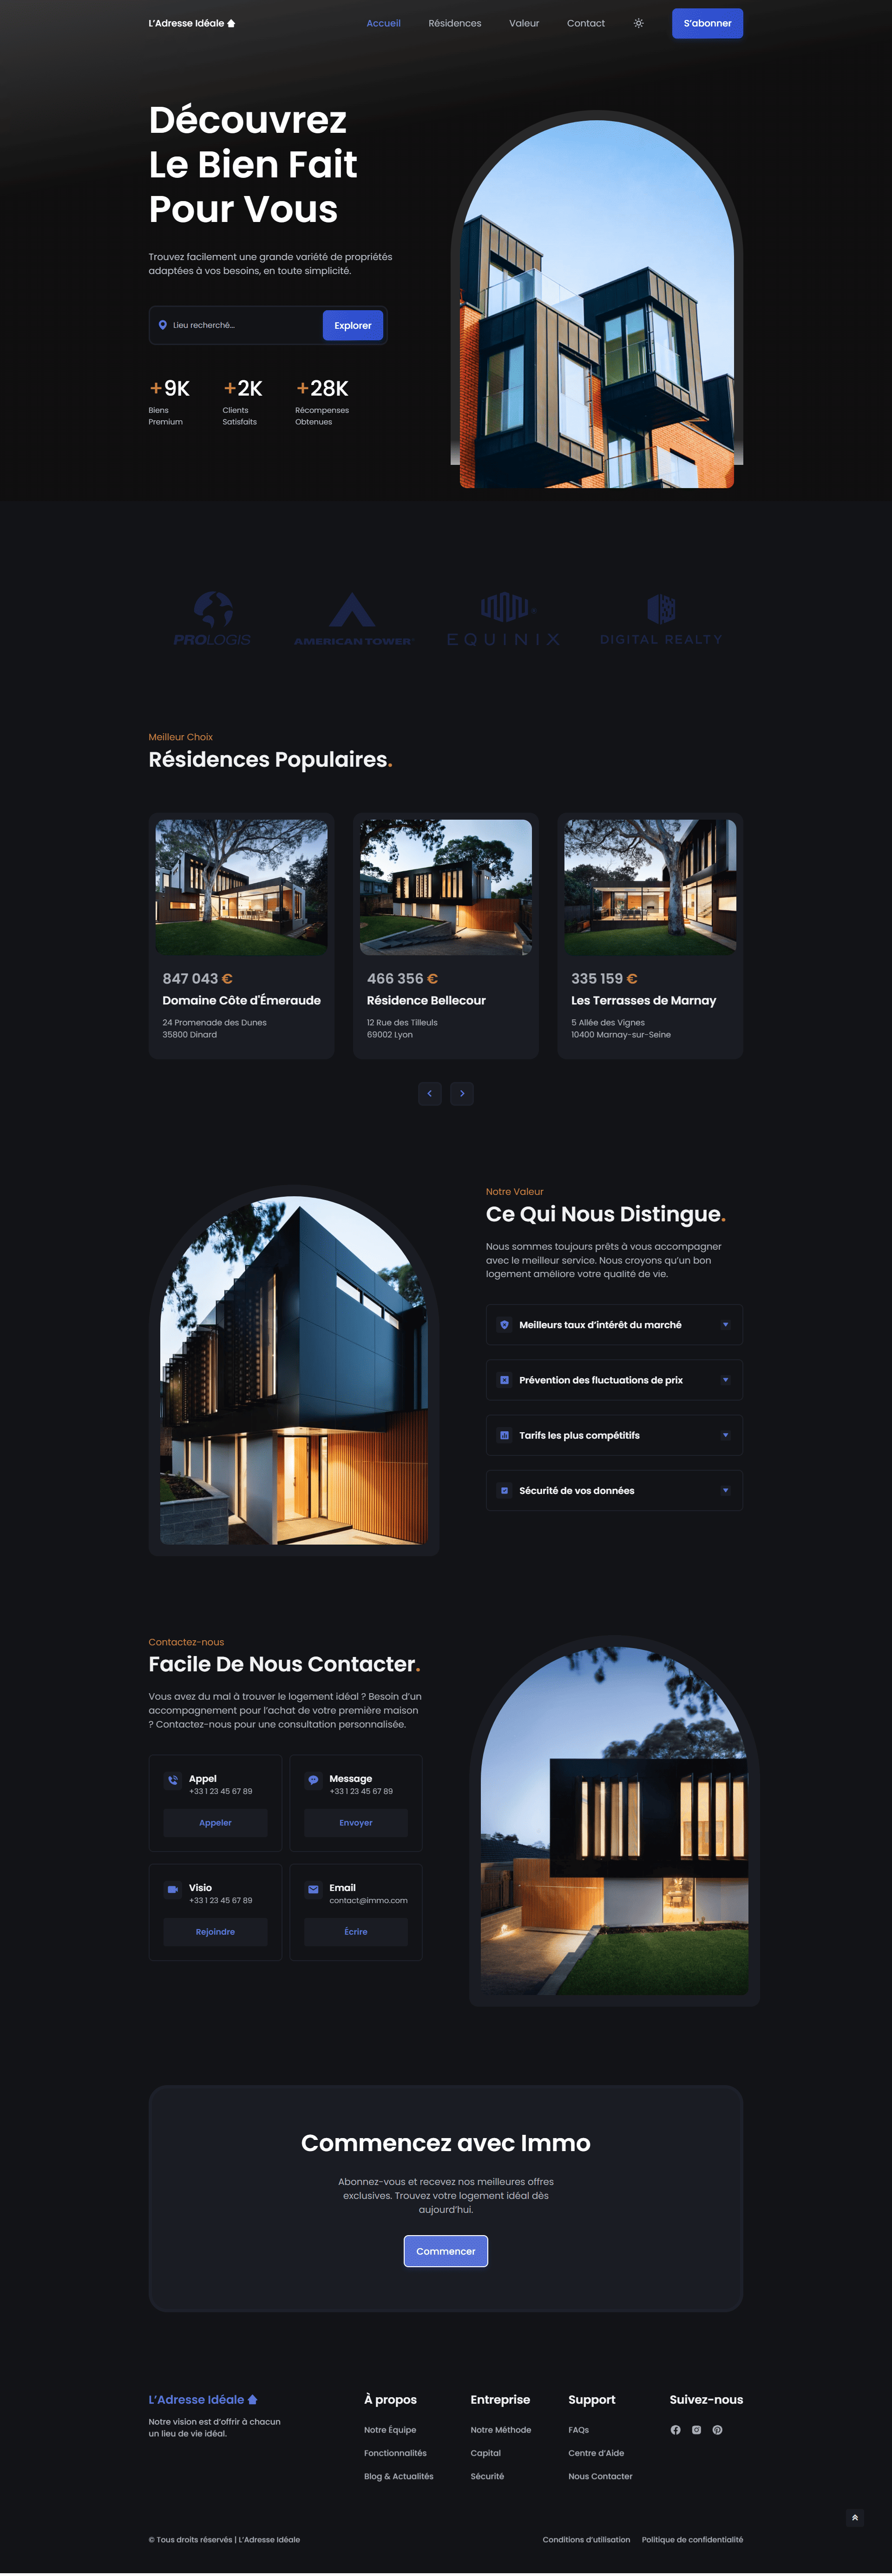 L'Adresse Idéale
Accueil
Résidences
Valeur
Contact
S'abonner
Découvrez
Le Bien Fait
Pour Vous
Trouvez facilement une grande variété de propriétés
adaptées à vos besoins, en toute simplicité.
Lieu recherché...
Explorer
+9K
+2K
+28K
Biens
Premium
Clients
Satisfaits
Récompenses
Obtenues
PROLOGIS
AMERICAN TOWER®
EQUINIX
DIGITAL REALTY
Meilleur Choix
Résidences Populaires.
847 043 €
Domaine Côte d'Émeraude
24 Promenade des Dunes
35800 Dinard
466 356 €
Résidence Bellecour
12 Rue des Tilleuls
69002 Lyon
335 159 €
Les Terrasses de Marnay
5 Allée des Vignes
10400 Marnay-sur-Seine
Notre Valeur
Ce Qui Nous Distingue.
Nous sommes toujours prêts à vous accompagner
avec le meilleur service. Nous croyons qu'un bon
logement améliore votre qualité de vie.
Meilleurs taux d'intérêt du marché
Prévention des fluctuations de prix
Tarifs les plus compétitifs
Sécurité de vos données
Contactez-nous
Facile De Nous Contacter.
Vous avez du mal à trouver le logement idéal ? Besoin d'un
accompagnement pour l'achat de votre première maison
? Contactez-nous pour une consultation personnalisée.
Appel
+33 1 23 45 67 89
Appeler
Message
+33 1 23 45 67 89
Envoyer
Visio
+33 1 23 45 67 89
Rejoindre
Email
contact@immo.com
Écrire
Commencez avec Immo
Abonnez-vous et recevez nos meilleures offres
exclusives. Trouvez votre logement idéal dès
aujourd'hui.
Commencer
L'Adresse Idéale
Notre vision est d'offrir à chacun
un lieu de vie idéal.
À propos
Notre Équipe
Fonctionnalités
Blog & Actualités
Entreprise
Notre Méthode
Capital
Sécurité
Support
FAQs
Centre d'Aide
Nous Contacter
Suivez-nous
© Tous droits réservés | L'Adresse Idéale
Conditions d'utilisation
Politique de confidentialité